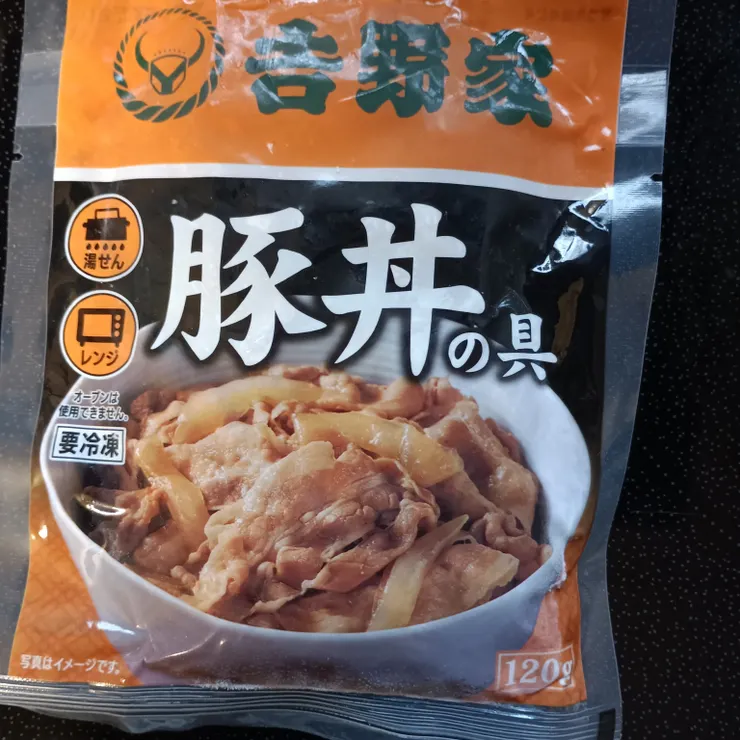 吉野家
湯せん
豚丼の具
レンジ
オーブンは
使用できません。
要冷凍
写真はイメージです。
120g